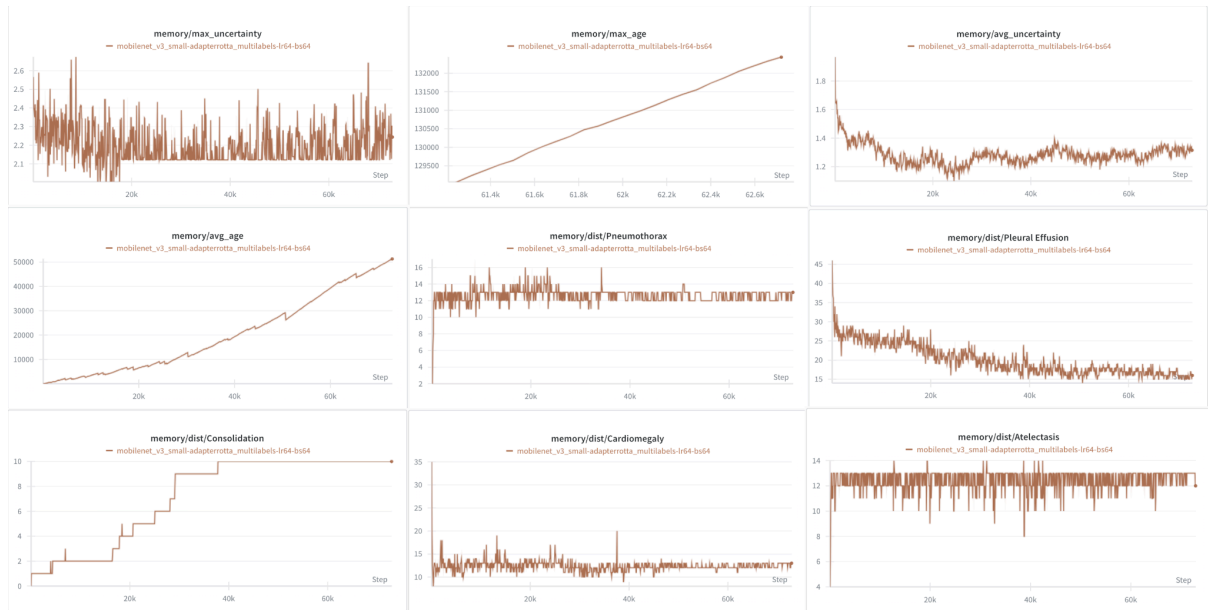 memory/max_uncertainty
mobilenet_v3_small-adapterrotta_multilabels-lr64-bs64
2.6
2.5
2.4
2.3
2.2
2.1
Step
20k
40k
60k
memory/max_age
mobilenet_v3_small-adapterrotta_multilabels-lr64-bs64
132000
131500
131000
130500
130000
129500
Step
61.4k
61.6k
61.8k
62k
62.2k
62.4k
62.6k
memory/avg_uncertainty
mobilenet_v3_small-adapterrotta_multilabels-lr64-bs64
1.8
1.6
1.4
1.2
Step
20k
40k
60k
memory/avg_age
mobilenet_v3_small-adapterrotta_multilabels-lr64-bs64
50000
40000
30000
20000
10000
Step
20k
40k
60k
memory/dist/Pneumothorax
mobilenet_v3_small-adapterrotta_multilabels-lr64-bs64
16
14
12
10
8
6
4
2
Step
20k
40k
60k
memory/dist/Pleural Effusion
mobilenet_v3_small-adapterrotta_multilabels-lr64-bs64
45
40
35
30
25
20
15
Step
20k
40k
60k
memory/dist/Consolidation
mobilenet_v3_small-adapterrotta_multilabels-lr64-bs64
10
8
6
4
2
0
Step
20k
40k
60k
memory/dist/Cardiomegaly
mobilenet_v3_small-adapterrotta_multilabels-lr64-bs64
35
30
25
20
15
10
Step
20k
40k
60k
memory/dist/Atelectasis
mobilenet_v3_small-adapterrotta_multilabels-lr64-bs64
14
12
10
8
6
4
Step
20k
40k
60k